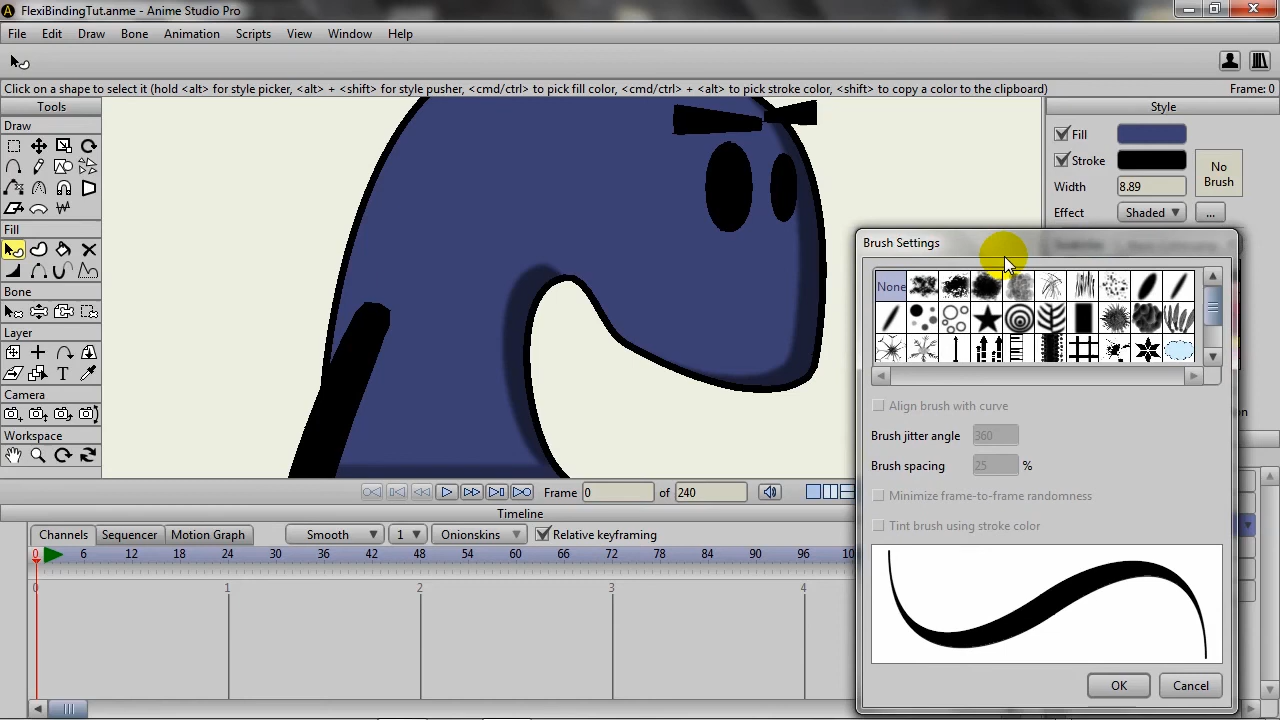 FlexiBindingTut.anme - Anime Studio Pro
File Edit Draw Bone Animation Scripts View Window Help
Click on a shape to select it (hold <alt> for style picker, <alt> + <shift> for style pusher, <cmd/ctrl> to pick fill color, <cmd/ctrl> + <alt> to pick stroke color, <shift> to copy a color to the clipboard)
Frame: 0
Tools
Draw
Fill
Bone
Layer
Camera
Workspace
Style
Fill
Stroke
No Brush
Width 8.89
Effect Shaded ...
Brush Settings
None
Align brush with curve
Brush jitter angle 360
Brush spacing 25 %
Minimize frame-to-frame randomness
Tint brush using stroke color
OK Cancel
Frame 0 of 240
Timeline
Channels Sequencer Motion Graph Smooth 1 Onionskins Relative keyframing
0 6 12 18 24 30 36 42 48 54 60 66 72 78 84 90 96
0 1 2 3 4